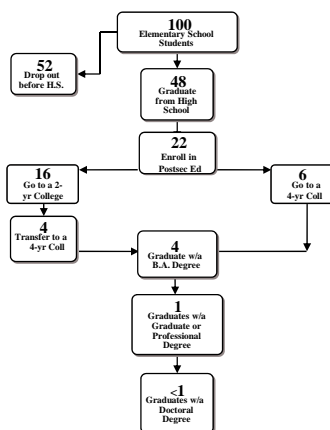 100
Elementary School
Students
52
Drop out
before H.S.
48
Graduate
from High
School
22
Enroll in
Postsec Ed
16
Go to a 2-
yr College
6
Go to a
4-yr Coll
4
Transfer to a
4-yr Coll
4
Graduate w/a
B.A. Degree
1
Graduates w/a
Graduate or
Professional
Degree
<1
Graduates w/a
Doctoral
Degree